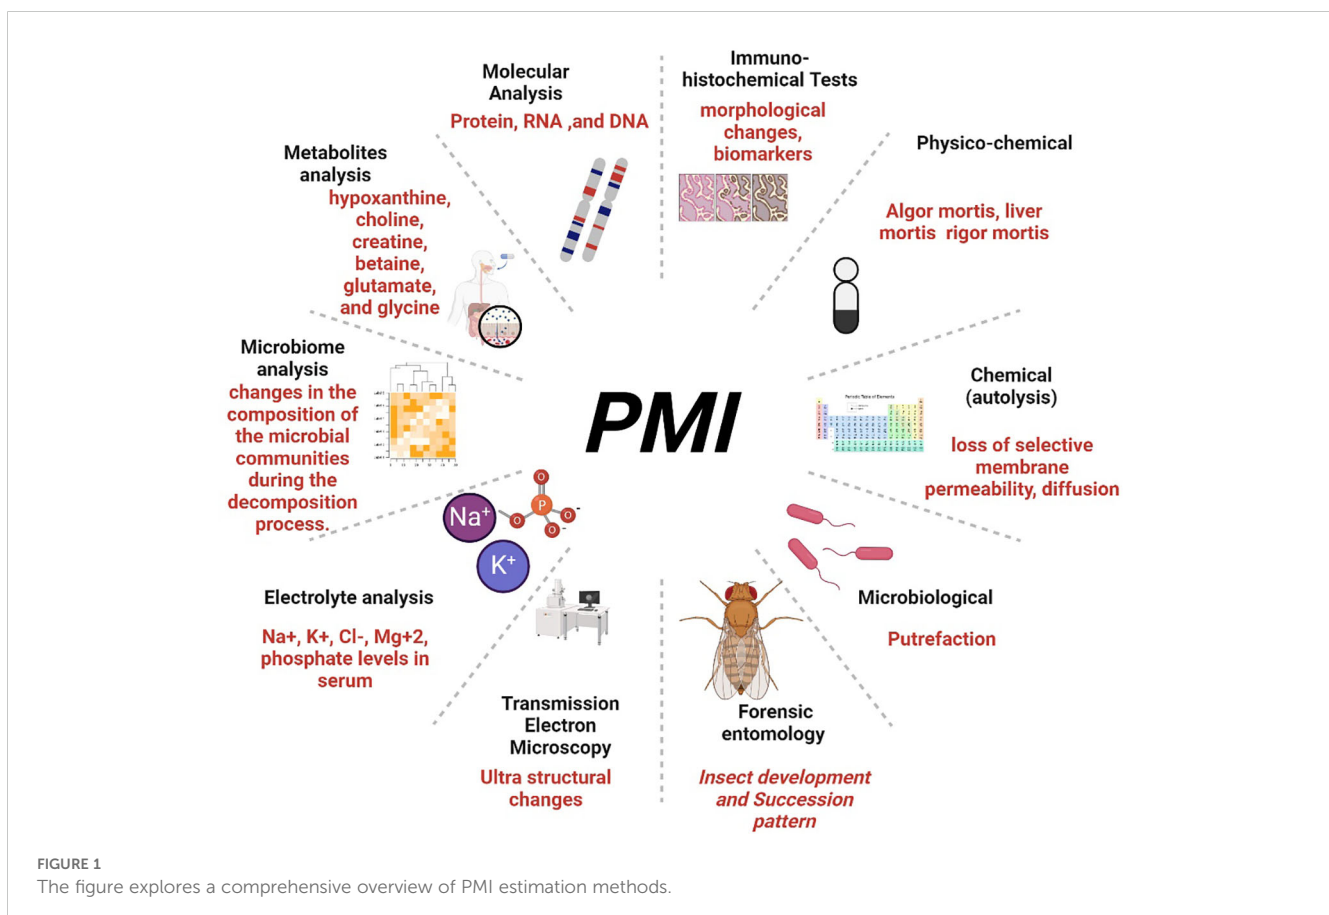 Molecular
Analysis
Protein, RNA ,and DNA
Immuno-
histochemical Tests
morphological
changes,
biomarkers
Physico-chemical
Algor mortis, liver
mortis rigor mortis
Chemical
(autolysis)
loss of selective
membrane
permeability, diffusion
Periodic Table of Elements
Microbiological
Putrefaction
Forensic
entomology
Insect development
and Succession
pattern
Transmission
Electron
Microscopy
Ultra structural
changes
Electrolyte analysis
Na+, K+, Cl-, Mg+2,
phosphate levels in
serum
Na+
K+
O
P
O
O
-
O
-
Microbiome
analysis
changes in the
composition of
the microbial
communities
during the
decomposition
process.
Metabolites
analysis
hypoxanthine,
choline,
creatine,
betaine,
glutamate,
and glycine
PMI
FIGURE 1
The figure explores a comprehensive overview of PMI estimation methods.